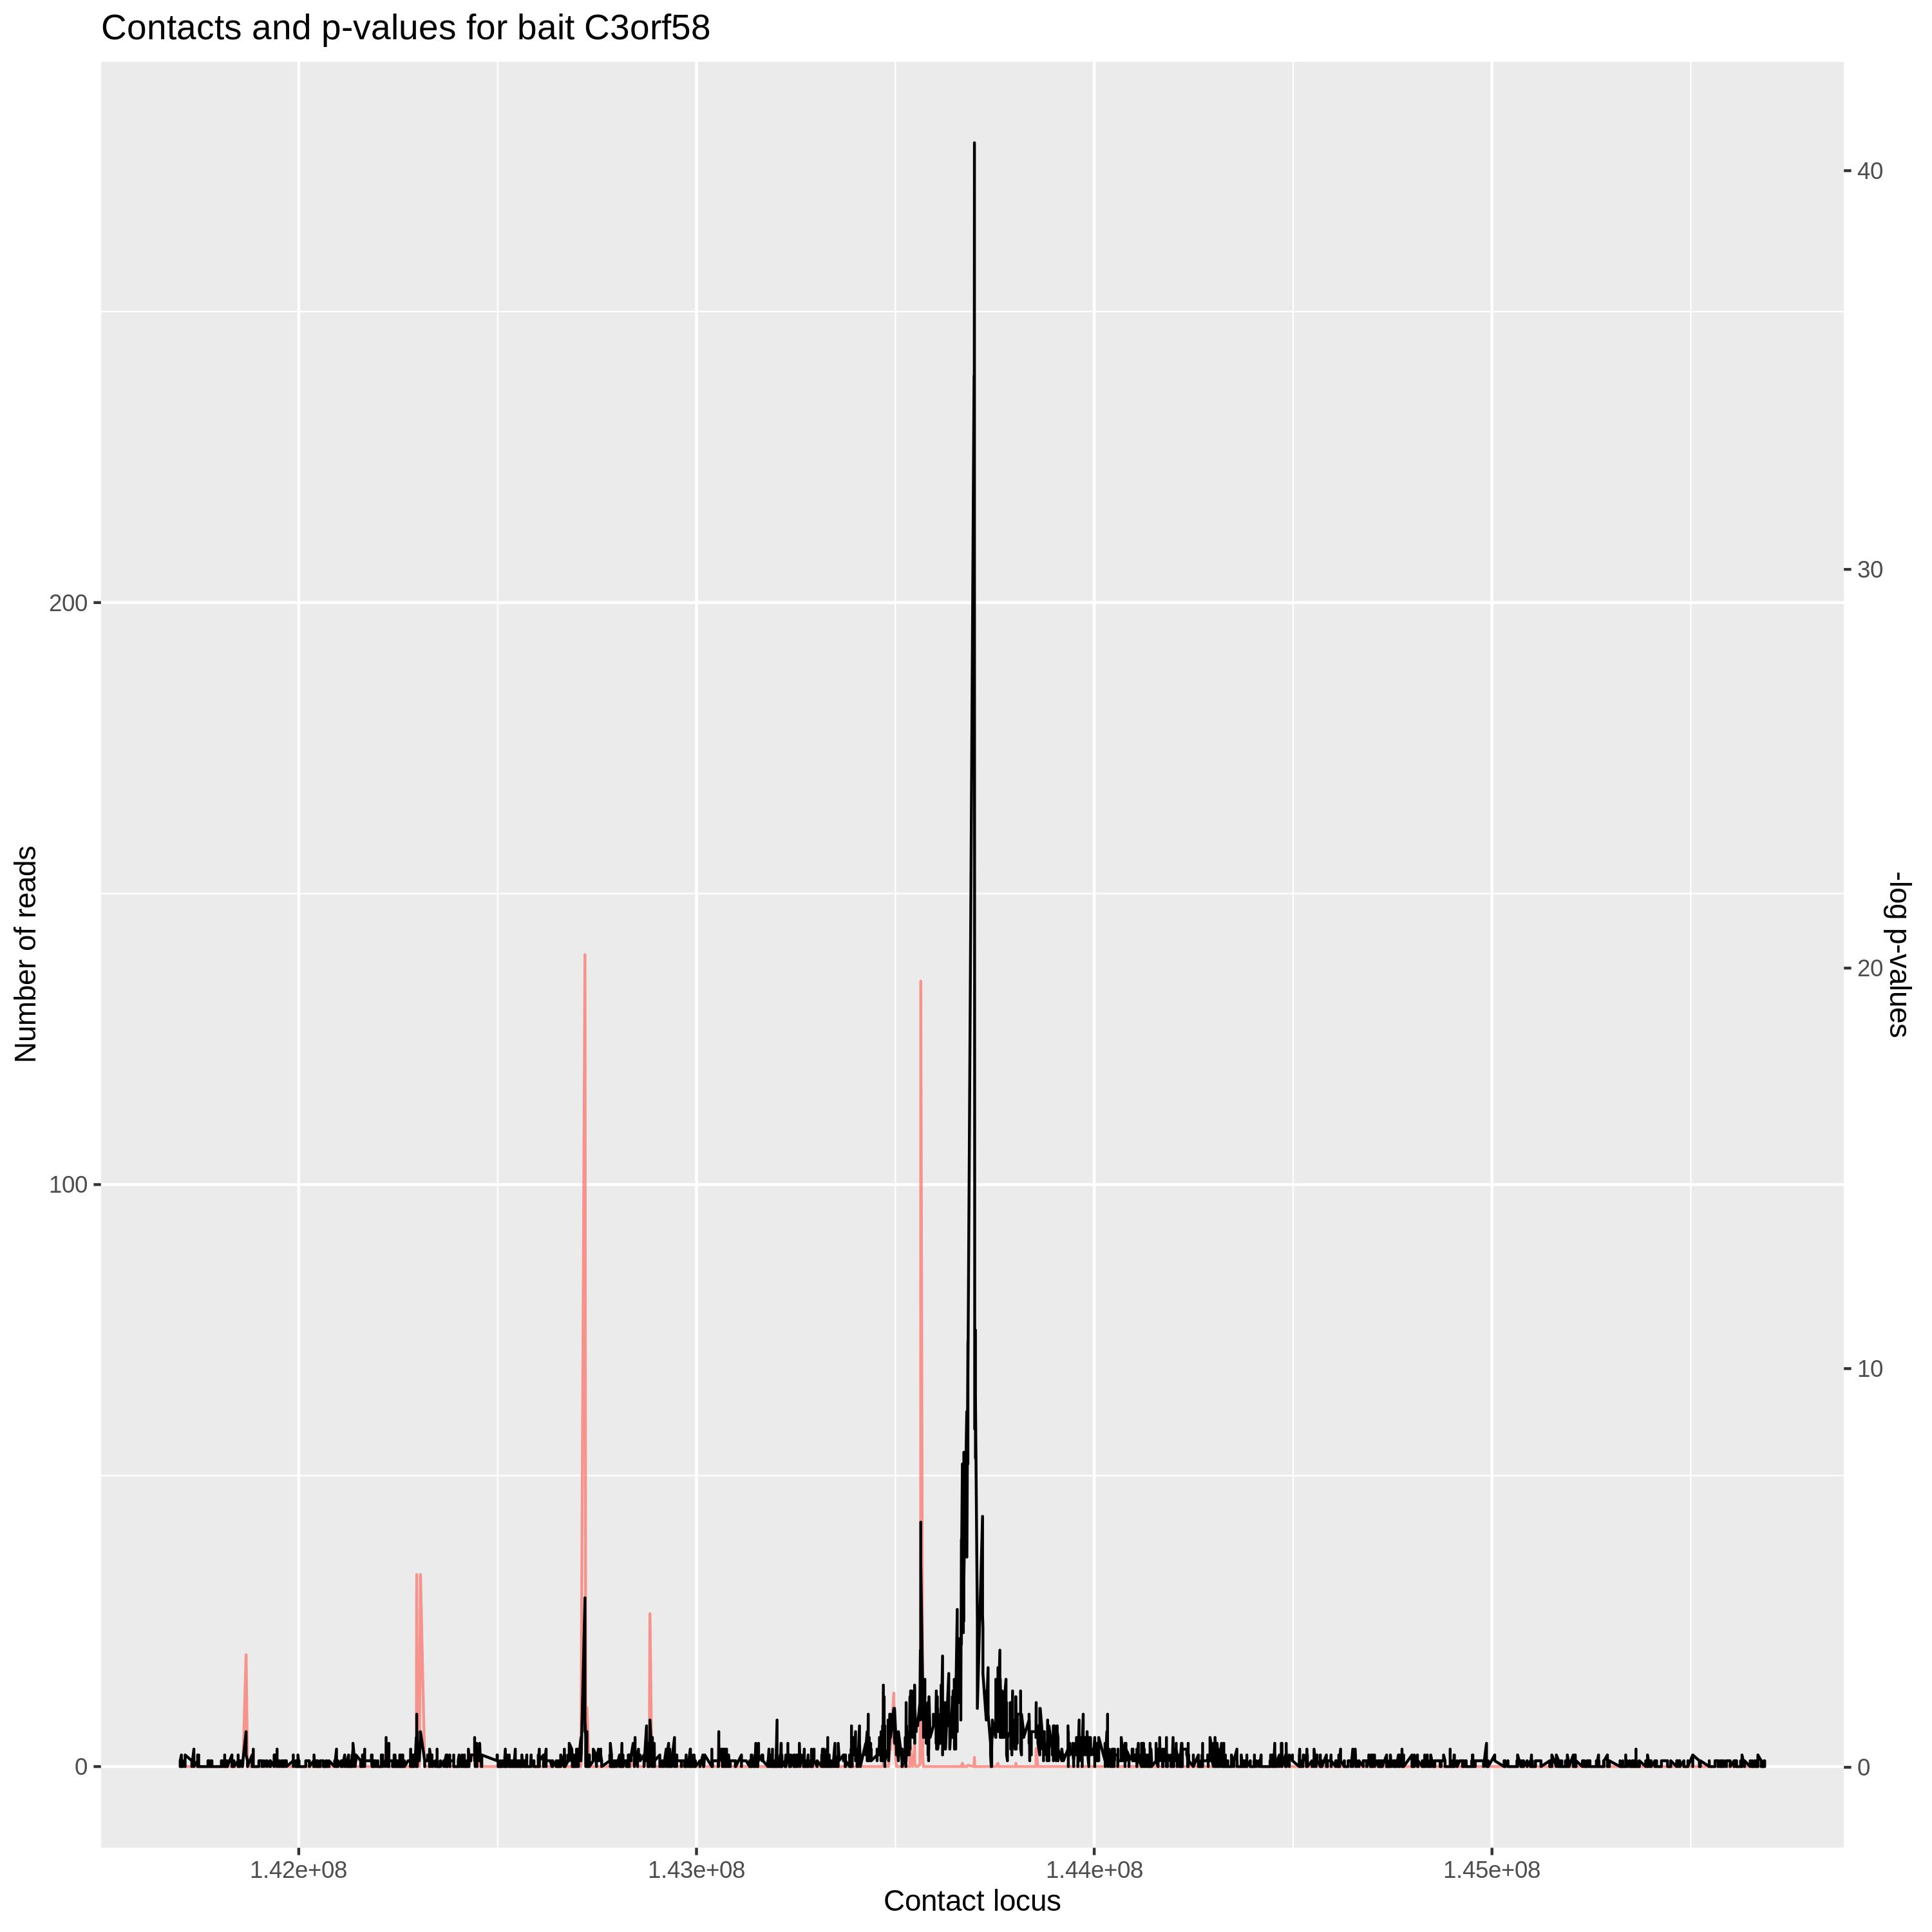 Contacts and p-values for bait C3orf58
Number of reads
200
100
0
40
30
20
10
0
-log p-values
1.42e+08
1.43e+08
1.44e+08
1.45e+08
Contact locus